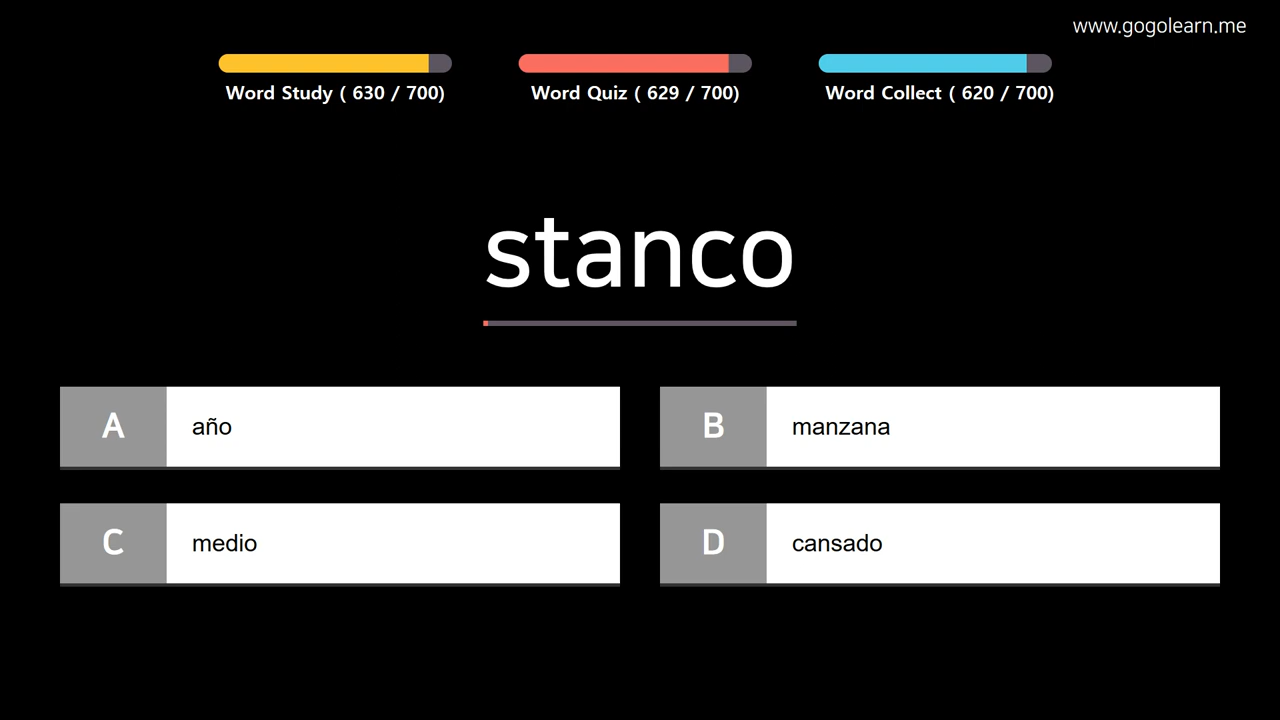 www.gogolearn.me
Word Study ( 630 / 700)
Word Quiz ( 629 / 700)
Word Collect ( 620 / 700)
stanco
A
año
B
manzana
C
medio
D
cansado